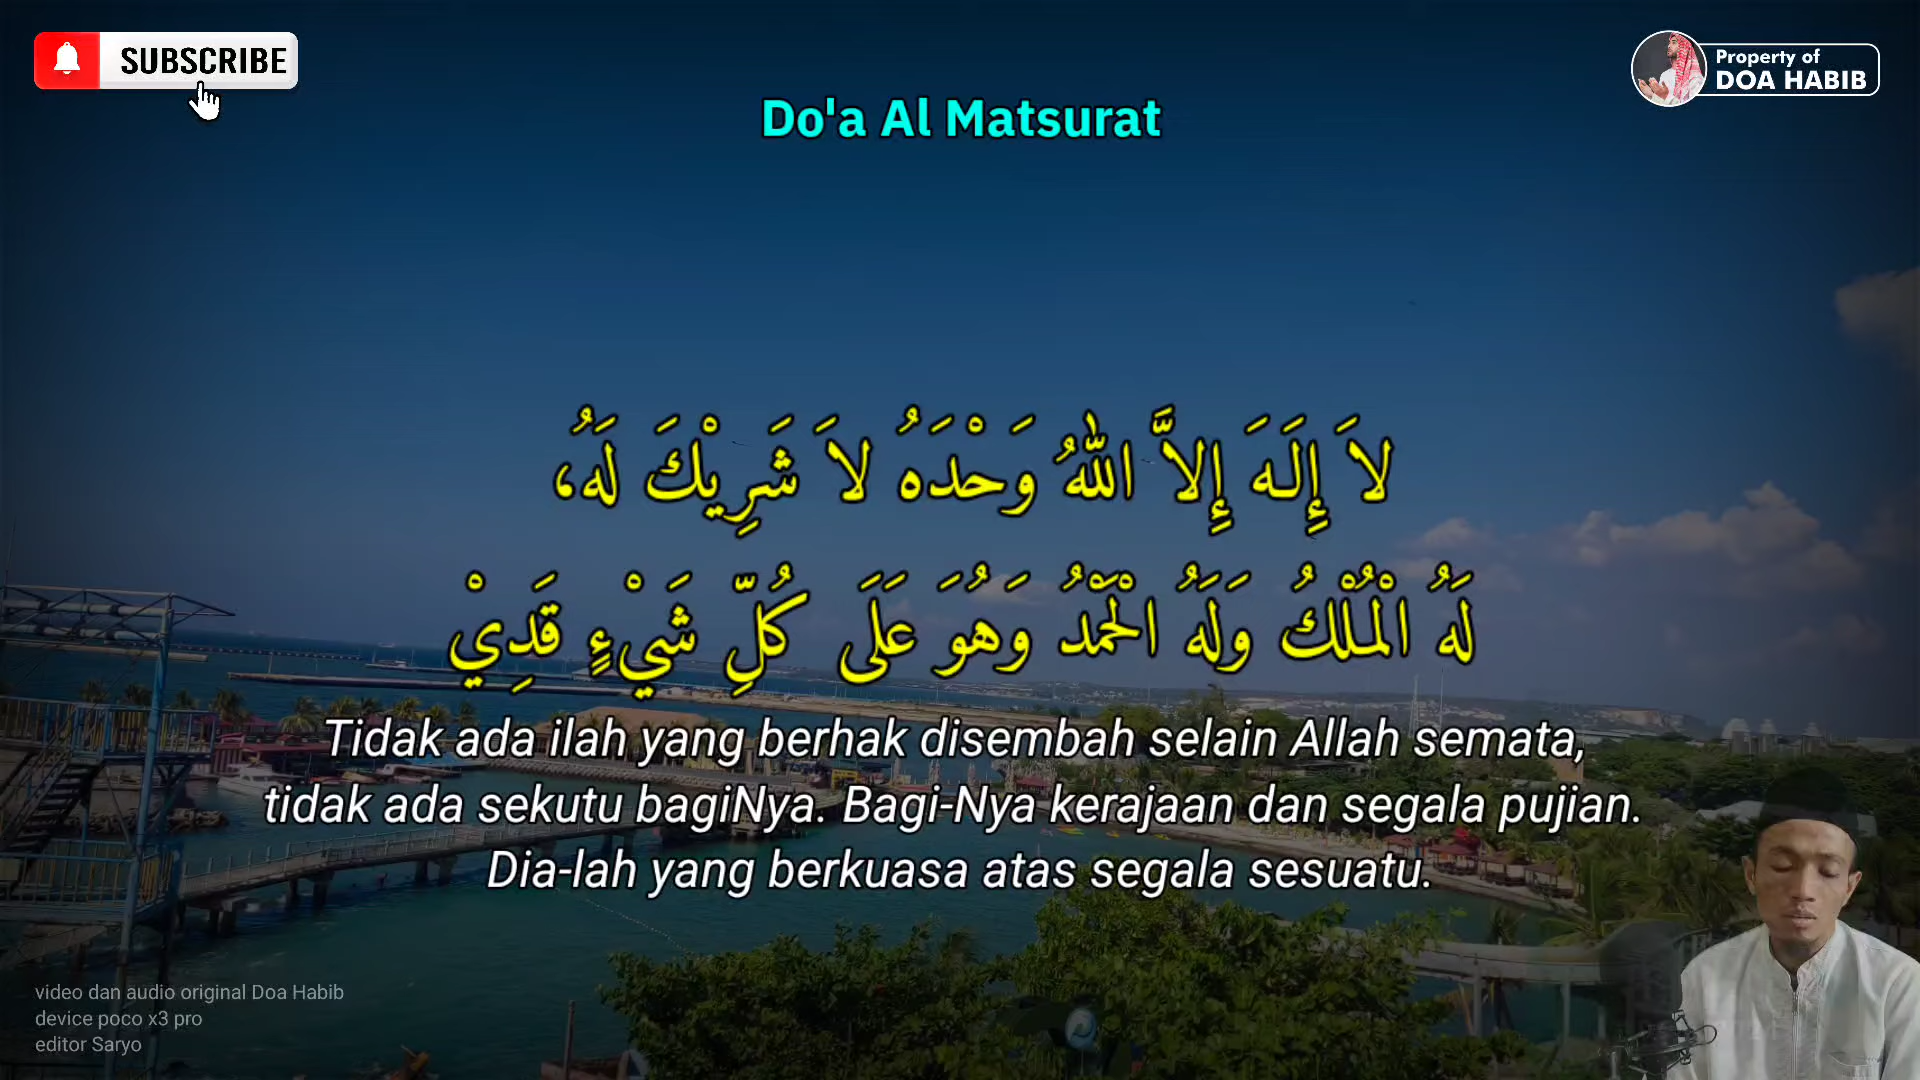 SUBSCRIBE
Property of
DOA HABIB
Do'a Al Matsurat
لاَ إِلَهَ إِلاَّ اللهُ وَحْدَهُ لاَ شَرِيْكَ لَهُ،
لَهُ الْمُلْكُ وَلَهُ الْحَمْدُ وَهُوَ عَلَى كُلِّ شَيْءٍ قَدِيْ
Tidak ada ilah yang berhak disembah selain Allah semata,
tidak ada sekutu bagiNya. Bagi-Nya kerajaan dan segala pujian.
Dia-lah yang berkuasa atas segala sesuatu.
video dan audio original Doa Habib
device poco x3 pro
editor Saryo